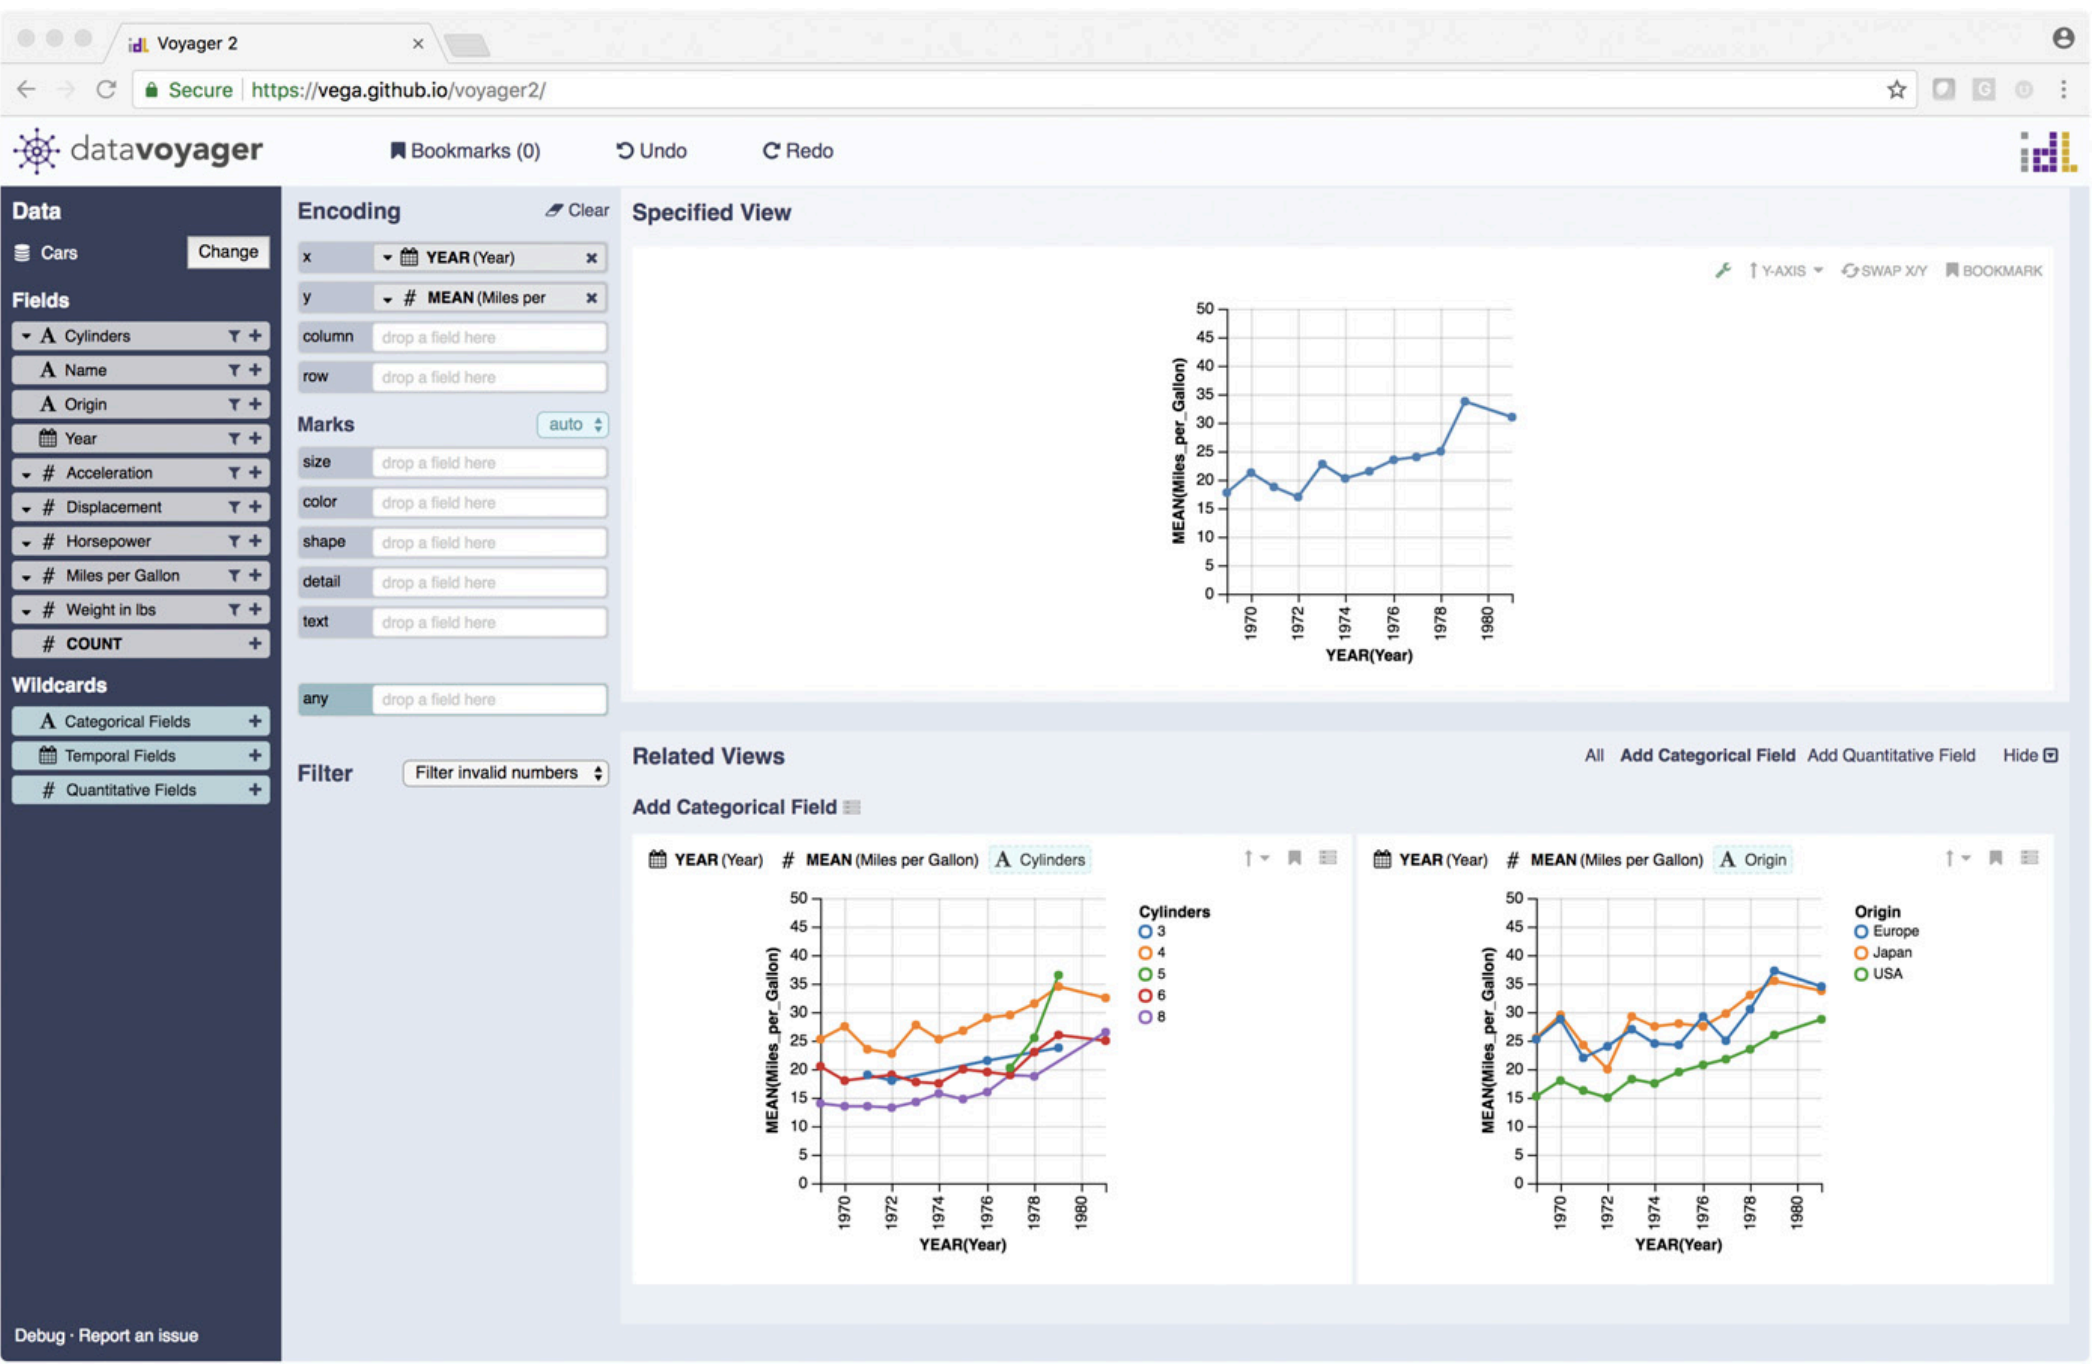 Voyager 2
Secure https://vega.github.io/voyager2/
datavoyager
Bookmarks (0)
Undo
Redo
idL
Data
Cars
Change
Fields
A Cylinders
A Name
A Origin
Year
# Acceleration
# Displacement
# Horsepower
# Miles per Gallon
# Weight in lbs
# COUNT
Wildcards
A Categorical Fields
Temporal Fields
# Quantitative Fields
Debug · Report an issue
Encoding
Clear
x YEAR (Year)
y # MEAN (Miles per
column drop a field here
row drop a field here
Marks
auto
size drop a field here
color drop a field here
shape drop a field here
detail drop a field here
text drop a field here
any drop a field here
Filter
Filter invalid numbers
Specified View
Y-AXIS SWAP X/Y BOOKMARK
MEAN(Miles_per_Gallon)
50
45
40
35
30
25
20
15
10
5
0
1970 1972 1974 1976 1978 1980
YEAR(Year)
Related Views
All Add Categorical Field Add Quantitative Field Hide
Add Categorical Field
YEAR (Year) # MEAN (Miles per Gallon) A Cylinders
MEAN(Miles_per_Gallon)
50
45
40
35
30
25
20
15
10
5
0
1970 1972 1974 1976 1978 1980
YEAR(Year)
Cylinders
3
4
5
6
8
YEAR (Year) # MEAN (Miles per Gallon) A Origin
MEAN(Miles_per_Gallon)
50
45
40
35
30
25
20
15
10
5
0
1970 1972 1974 1976 1978 1980
YEAR(Year)
Origin
Europe
Japan
USA